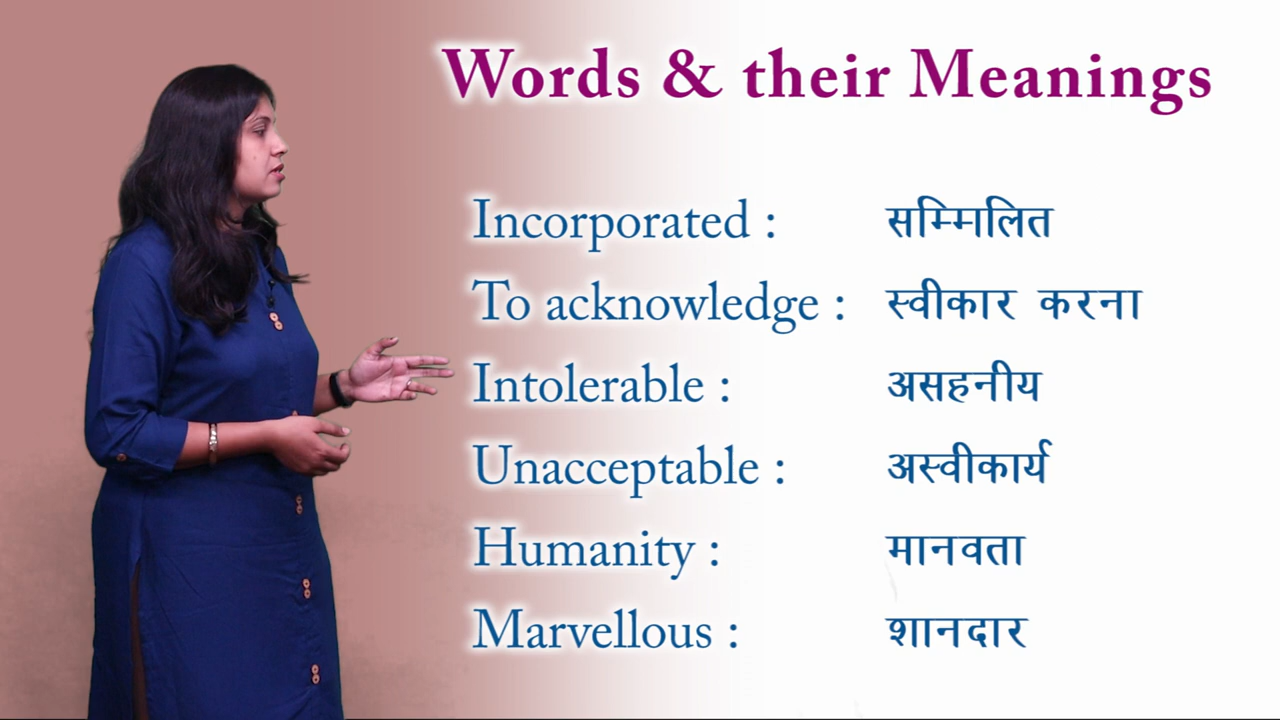 Words & their Meanings
Incorporated : सम्मिलित
To acknowledge : स्वीकार करना
Intolerable : असहनीय
Unacceptable : अस्वीकार्य
Humanity : मानवता
Marvellous : शानदार